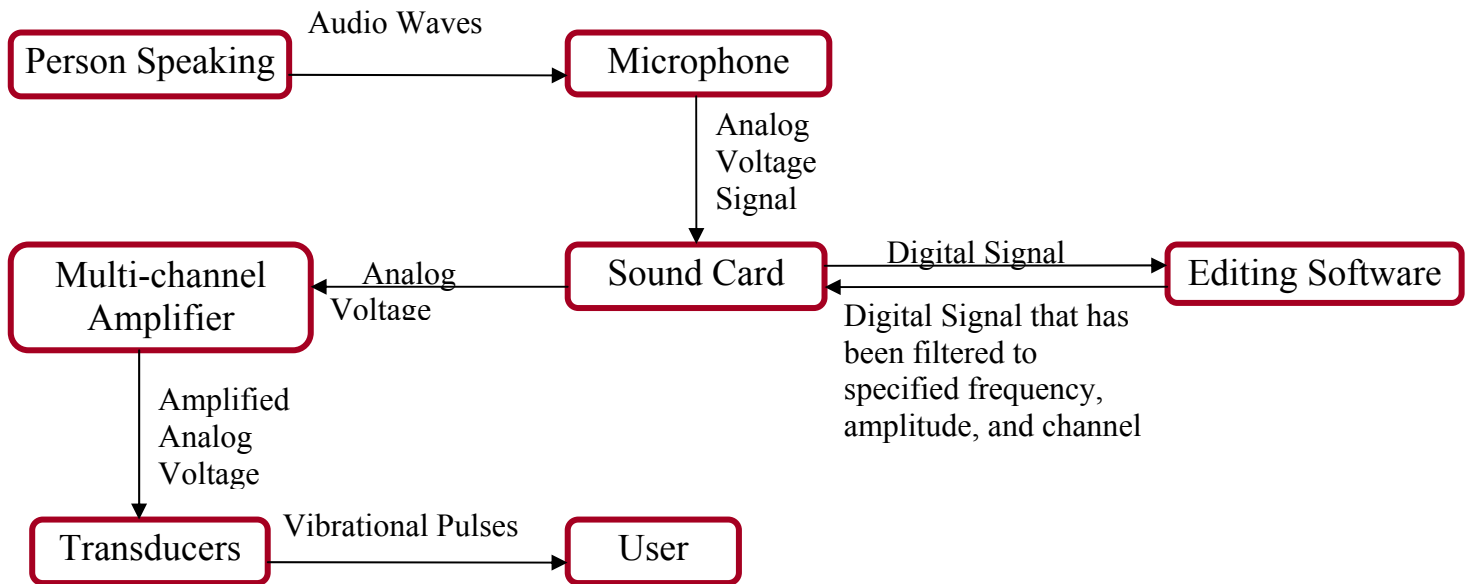 Audio Waves
Person Speaking
Microphone
Analog
Voltage
Signal
Multi-channel
Amplifier
Analog
Voltage
Sound Card
Digital Signal
Editing Software
Digital Signal that has
been filtered to
specified frequency,
amplitude, and channel
Amplified
Analog
Voltage
Transducers
Vibrational Pulses
User